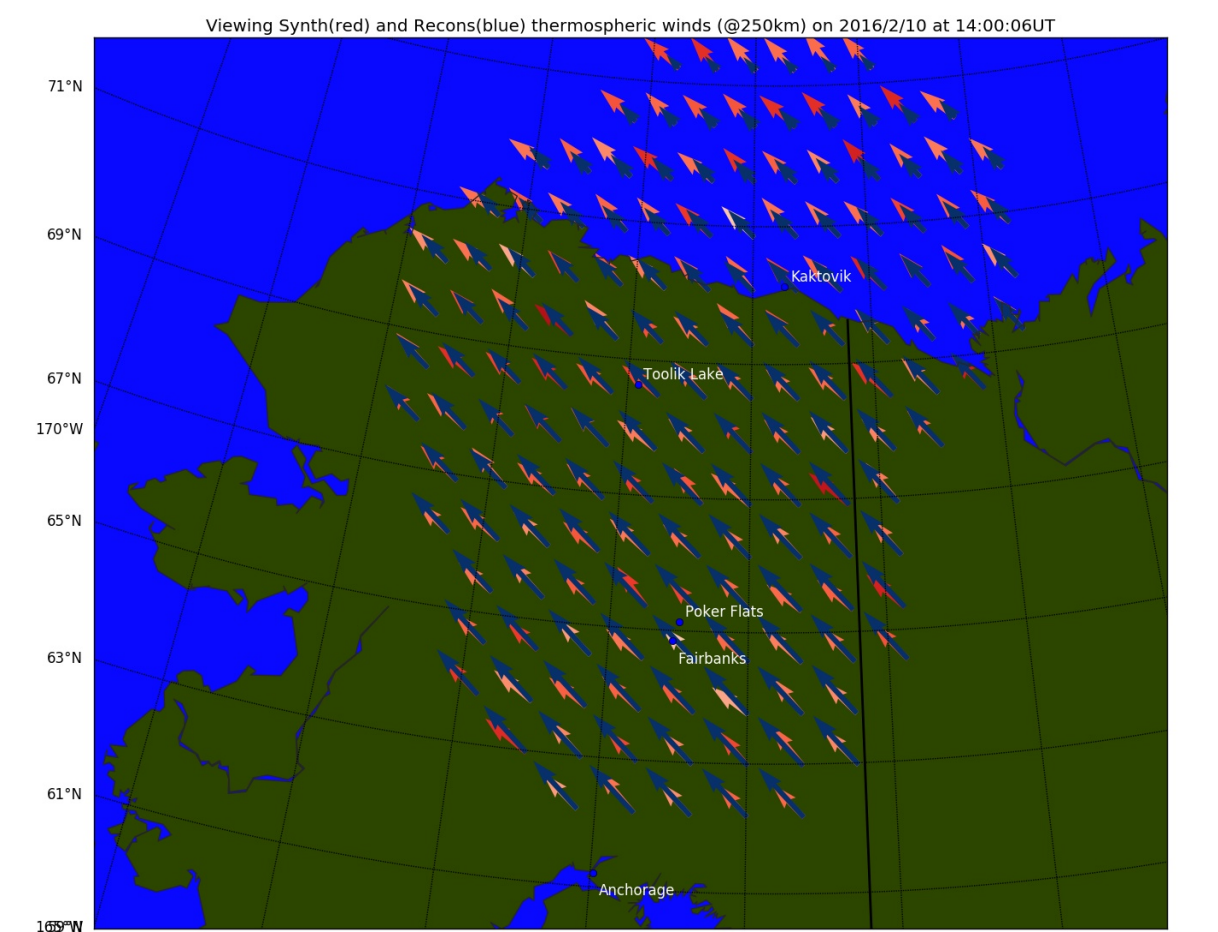 Viewing Synth(red) and Recons(blue) thermospheric winds (@250km) on 2016/2/10 at 14:00:06UT
71°N
69°N
Kaktovik
67°N
Toolik Lake
170°W
65°N
Poker Flats
63°N
Fairbanks
61°N
Anchorage